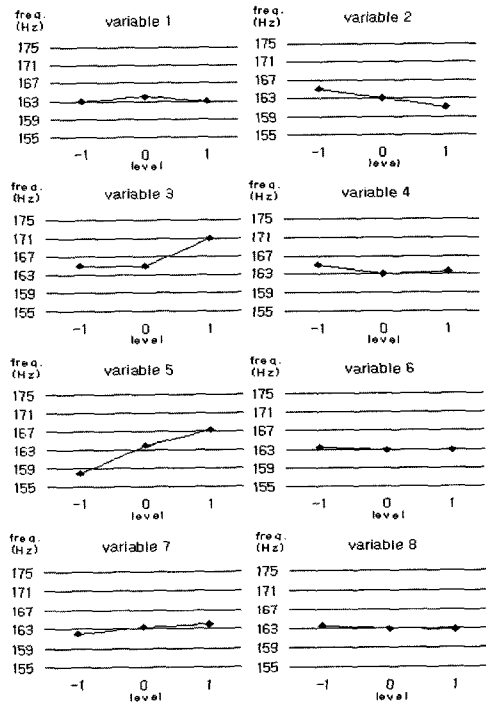 freq. (Hz) variable 1
175
171
167
163
159
155
-1 0 1
level
freq. (Hz) variable 2
175
171
167
163
159
155
-1 0 1
level
freq. (Hz) variable 3
175
171
167
163
159
155
-1 0 1
level
freq. (Hz) variable 4
175
171
167
163
159
155
-1 0 1
level
freq. (Hz) variable 5
175
171
167
163
159
155
-1 0 1
level
freq. (Hz) variable 6
175
171
167
163
159
155
-1 0 1
level
freq. (Hz) variable 7
175
171
167
163
159
155
-1 0 1
level
freq. (Hz) variable 8
175
171
167
163
159
155
-1 0 1
level